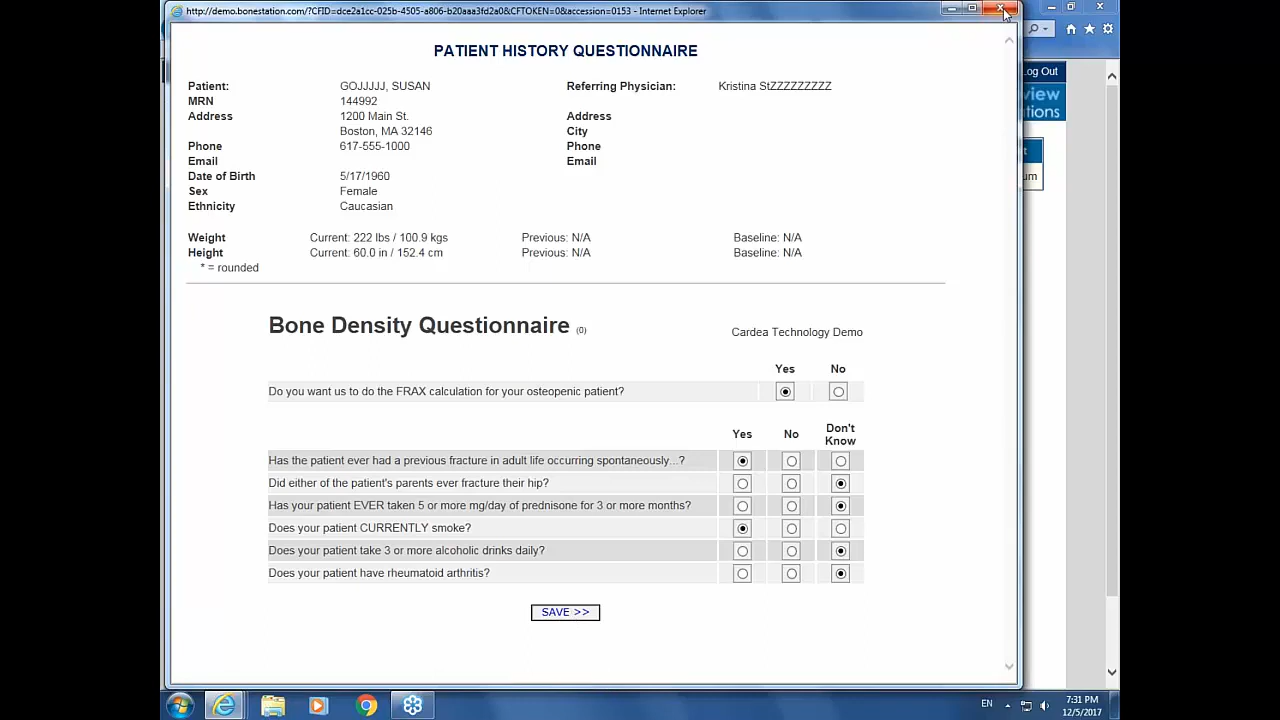 http://demo.bonestation.com/?CFID=dce2a1cc-025b-4505-a806-b20aaa3fd2a0&CFTOKEN=0&accession=0153 - Internet Explorer
PATIENT HISTORY QUESTIONNAIRE
Patient: GOJJJJJ, SUSAN Referring Physician: Kristina StZZZZZZZZZ
MRN 144992
Address 1200 Main St. Address
Boston, MA 32146 City
Phone 617-555-1000 Phone
Email Email
Date of Birth 5/17/1960
Sex Female
Ethnicity Caucasian
Weight Current: 222 lbs / 100.9 kgs Previous: N/A Baseline: N/A
Height Current: 60.0 in / 152.4 cm Previous: N/A Baseline: N/A
* = rounded
Bone Density Questionnaire (0) Cardea Technology Demo
Yes No
Do you want us to do the FRAX calculation for your osteopenic patient?
Yes No Don't Know
Has the patient ever had a previous fracture in adult life occurring spontaneously...?
Did either of the patient's parents ever fracture their hip?
Has your patient EVER taken 5 or more mg/day of prednisone for 3 or more months?
Does your patient CURRENTLY smoke?
Does your patient take 3 or more alcoholic drinks daily?
Does your patient have rheumatoid arthritis?
SAVE >>
og Out
view
tions
t
um
EN 7:31 PM
12/5/2017